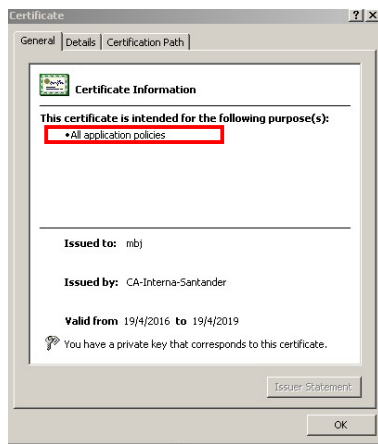 Certificate
General Details Certification Path
Certificate Information
This certificate is intended for the following purpose(s):
•All application policies
Issued to: mbj
Issued by: CA-Interna-Santander
Valid from 19/4/2016 to 19/4/2019
You have a private key that corresponds to this certificate.
Issuer Statement
OK